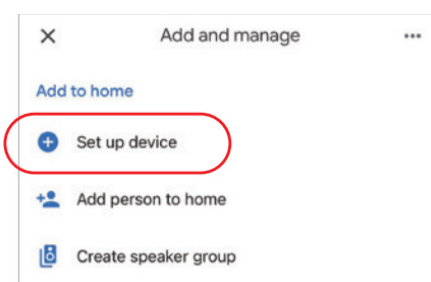 Add and manage
Add to home
Set up device
Add person to home
Create speaker group